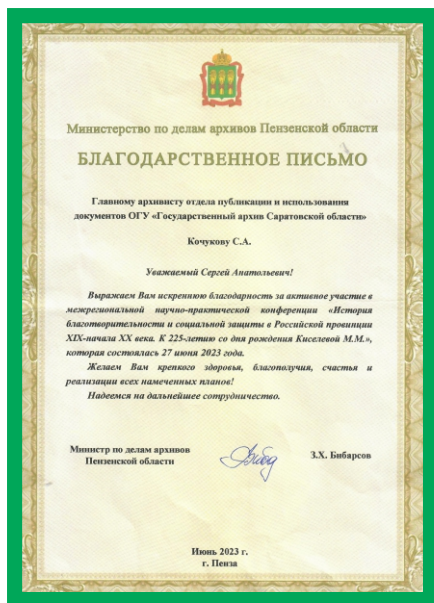 Министерство по делам архивов Пензенской области
БЛАГОДАРСТВЕННОЕ ПИСЬМО
Главному архивисту отдела публикации и использования
документов ОГУ «Государственный архив Саратовской области»
Кочукову С.А.
Уважаемый Сергей Анатольевич!
Выражаем Вам искреннюю благодарность за активное участие в
межрегиональной научно-практической конференции «История
благотворительности и социальной защиты в Российской провинции
XIX-начала XX века. К 225-летию со дня рождения Киселевой М.М.»,
которая состоялась 27 июня 2023 года.
Желаем Вам крепкого здоровья, благополучия, счастья и
реализации всех намеченных планов!
Надеемся на дальнейшее сотрудничество.
Министр по делам архивов
Пензенской области
З.Х. Бибарсов
Июнь 2023 г.
г. Пенза